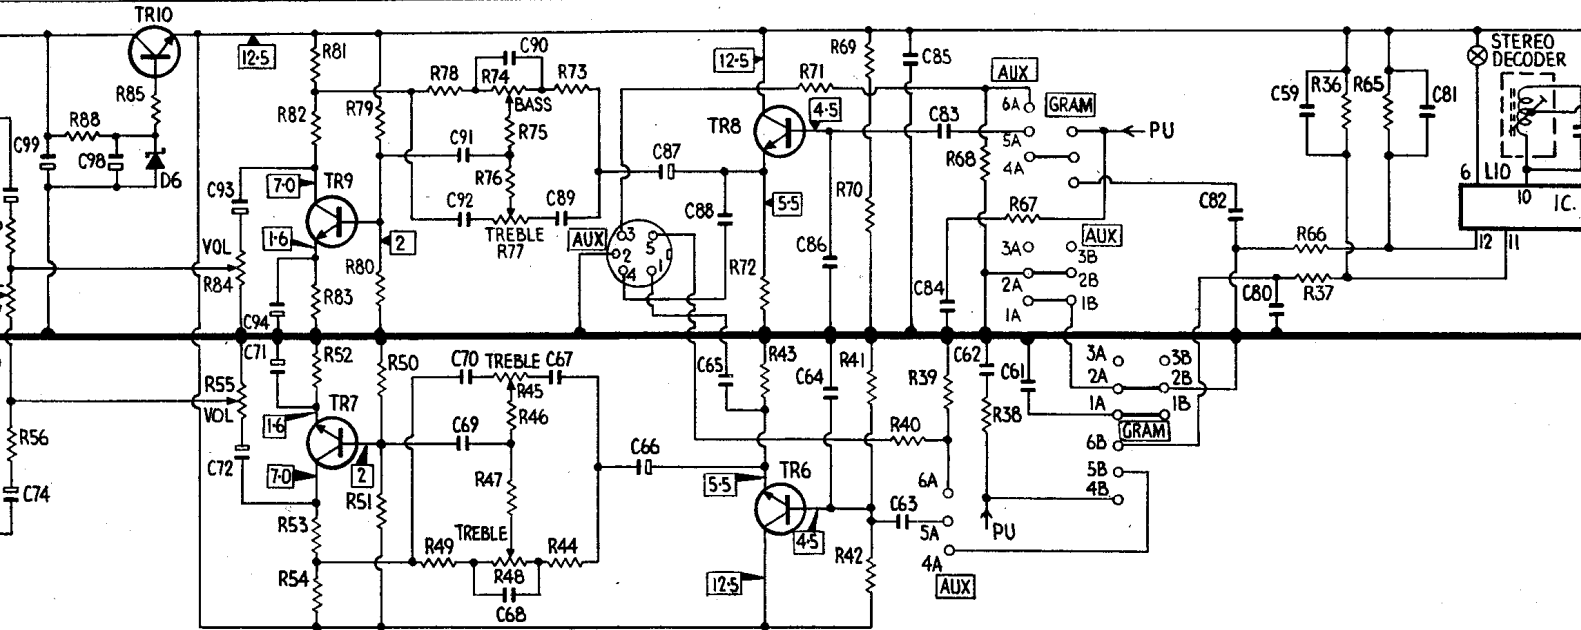 TR10
R85
R88
C99
C98
D6
12·5
R81
R82
R79
C93
7·0
TR9
1·6
VOL
R84
R83
R80
2
C94
R78
R74
C90
R73
BASS
R75
C91
R76
C92
C89
TREBLE
R77
C87
AUX
3
5
2
4
1
C88
R72
12·5
TR8
R71
4·5
5·5
R69
C85
C83
R70
C86
R68
AUX
6A
GRAM
5A
4A
PU
R67
C84
3A
AUX
3B
2A
2B
1A
1B
C82
R66
R37
C80
C59
R36
R65
C81
STEREO
DECODER
6
L10
10
IC.
12
11
C71
R52
R50
R55
VOL
TR7
1·6
C72
7·0
2
R51
R53
R54
R56
C74
C70
TREBLE
C67
R45
R46
C69
R47
TREBLE
R49
R48
R44
C68
C66
C65
R43
C64
R41
R39
C62
C61
R38
R40
5·5
TR6
4·5
12·5
R42
C63
6A
5A
4A
AUX
PU
3A
3B
2A
2B
1A
1B
GRAM
6B
5B
4B